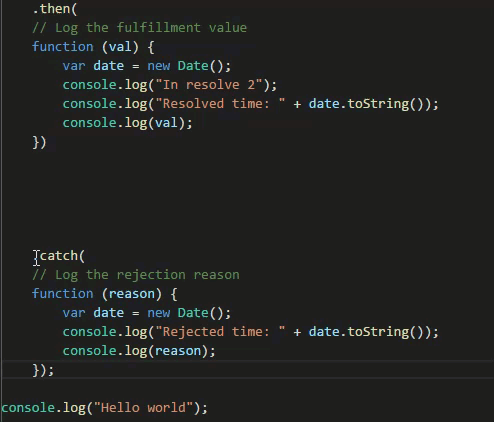 .then(
// Log the fulfillment value
function (val) {
var date = new Date();
console.log("In resolve 2");
console.log("Resolved time: " + date.toString());
console.log(val);
})
.catch(
// Log the rejection reason
function (reason) {
var date = new Date();
console.log("Rejected time: " + date.toString());
console.log(reason);
});
console.log("Hello world");